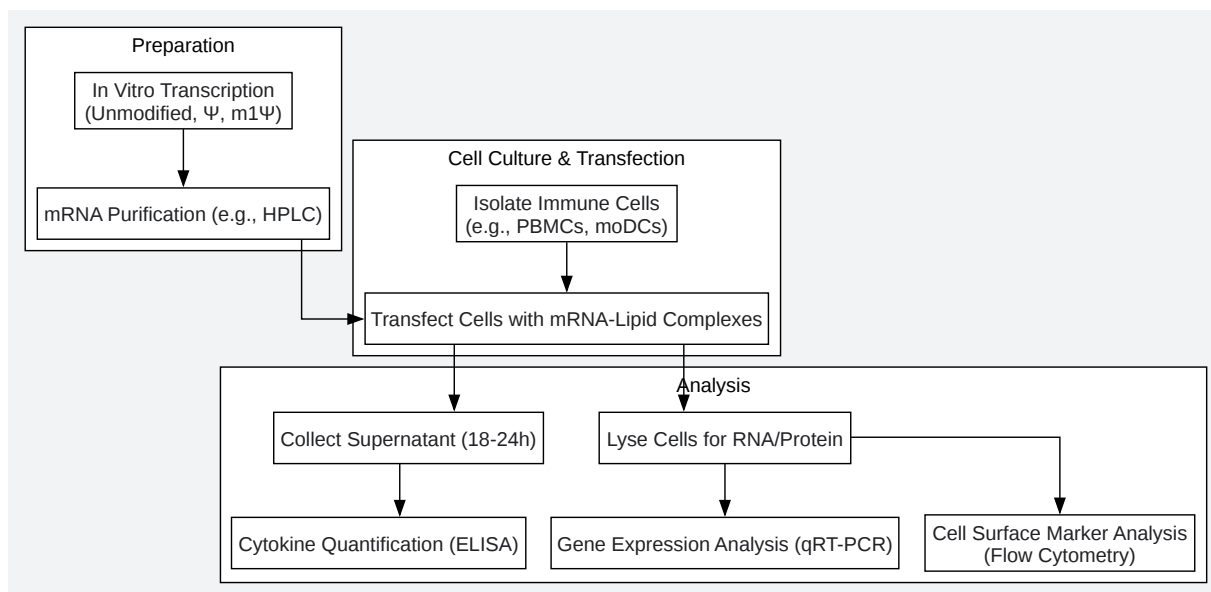 Preparation
In Vitro Transcription
(Unmodified, Ψ, m1Ψ)
mRNA Purification (e.g., HPLC)
Cell Culture & Transfection
Isolate Immune Cells
(e.g., PBMCs, moDCs)
Transfect Cells with mRNA-Lipid Complexes
Analysis
Collect Supernatant (18-24h)
Lyse Cells for RNA/Protein
Cytokine Quantification (ELISA)
Gene Expression Analysis (qRT-PCR)
Cell Surface Marker Analysis
(Flow Cytometry)